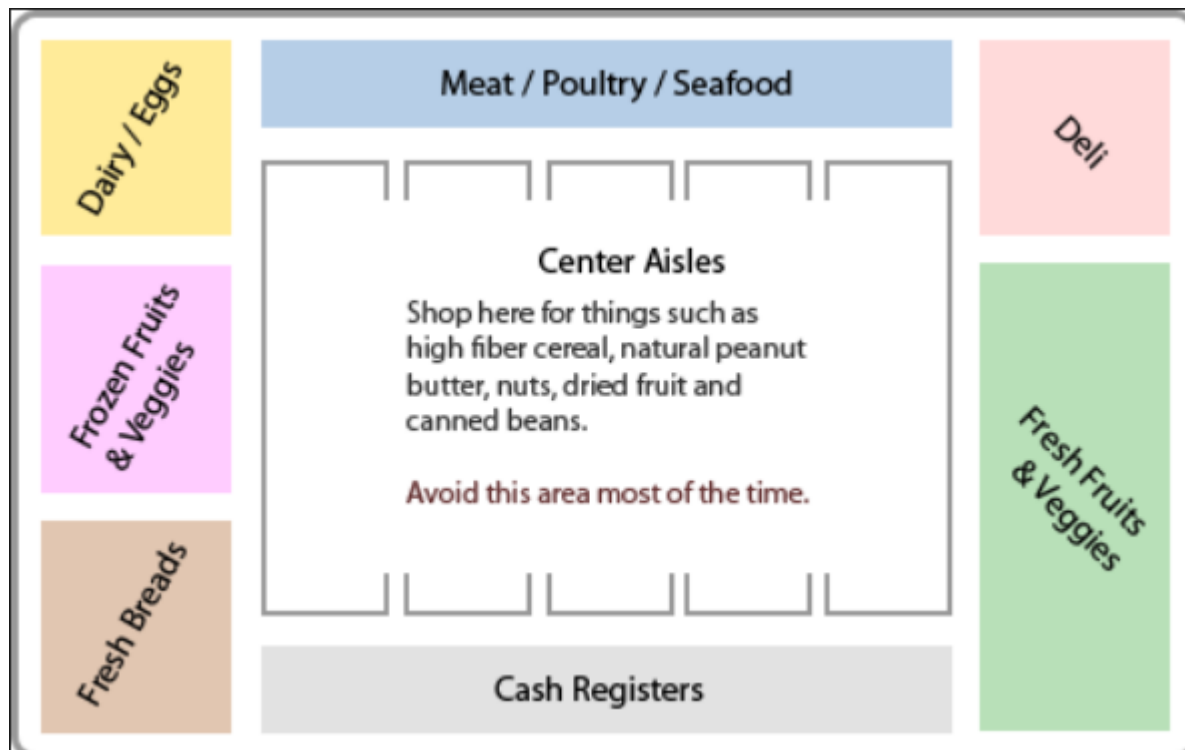 Dairy / Eggs
Meat / Poultry / Seafood
Deli
Center Aisles
Shop here for things such as
high fiber cereal, natural peanut
butter, nuts, dried fruit and
canned beans.
Avoid this area most of the time.
Frozen Fruits
& Veggies
Fresh Fruits
& Veggies
Fresh Breads
Cash Registers